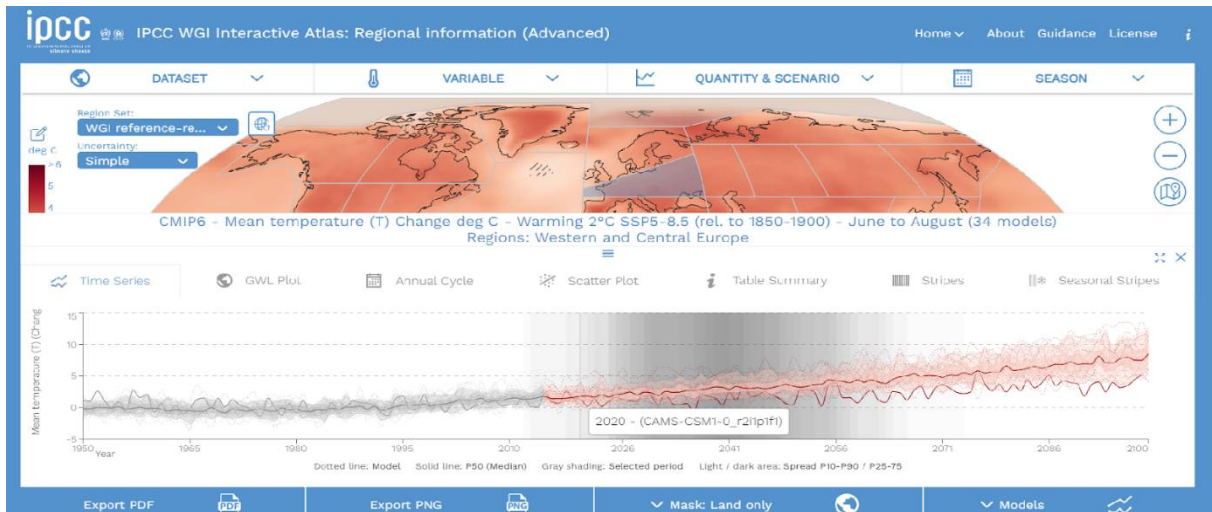 ipcc IPCC WGI Interactive Atlas: Regional information (Advanced) Home About Guidance License i
climate change
DATASET VARIABLE QUANTITY & SCENARIO SEASON
Region Set:
WGI reference-re...
Uncertainty:
Simple
deg C
> 6
5
4
+
−
CMIP6 - Mean temperature (T) Change deg C - Warming 2°C SSP5-8.5 (rel. to 1850-1900) - June to August (34 models)
Regions: Western and Central Europe
Time Series GWL Plot Annual Cycle Scatter Plot i Table Summary Stripes Seasonal Stripes
Mean temperature (T) (Chang
15
10
5
0
-5
2020 - (CAMS-CSM1-0_r2i1p1f1)
1950 Year 1965 1980 1995 2010 2026 2041 2056 2071 2086 2100
Dotted line: Model Solid line: P50 (Median) Gray shading: Selected period Light / dark area: Spread P10-P90 / P25-75
Export PDF PDF Export PNG PNG Mask: Land only Models